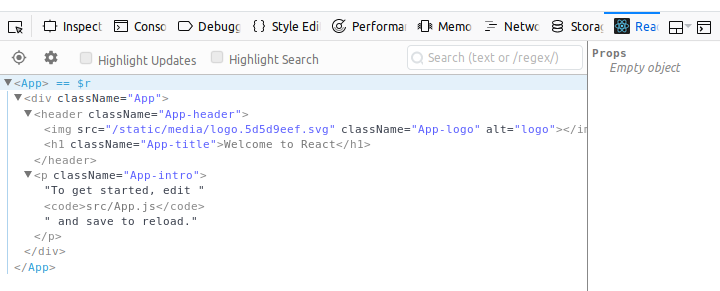 Inspect Conso Debugg Style Edi Performar Memo Netwo Storag Reac
Highlight Updates Highlight Search Search (text or /regex/)
Props
Empty object
<App> == $r
<div className="App">
<header className="App-header">
<img src="/static/media/logo.5d5d9eef.svg" className="App-logo" alt="logo"></im
<h1 className="App-title">Welcome to React</h1>
</header>
<p className="App-intro">
"To get started, edit "
<code>src/App.js</code>
" and save to reload."
</p>
</div>
</App>